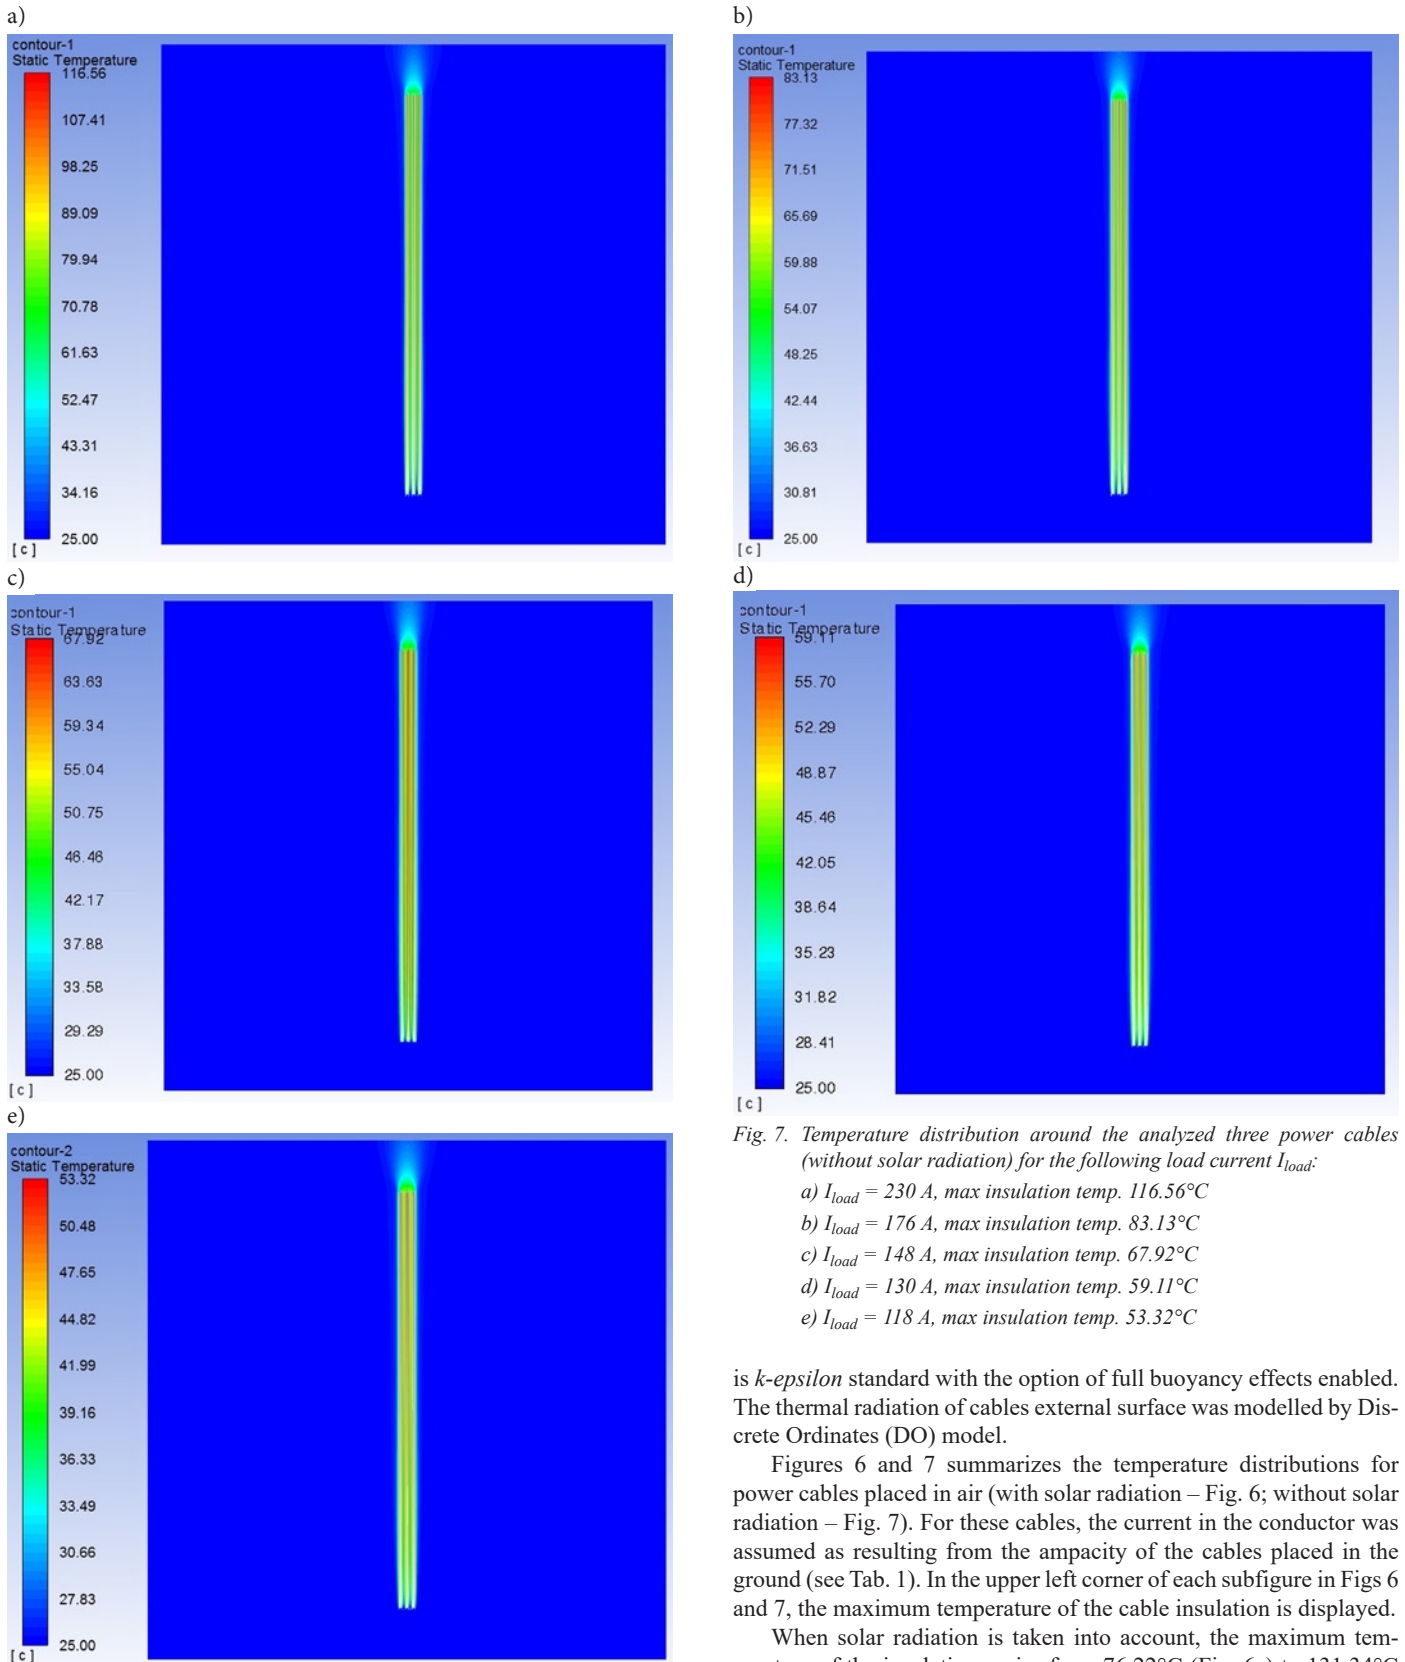 a)
contour-1
Static Temperature
116.56
107.41
98.25
89.09
79.94
70.78
61.63
52.47
43.31
34.16
25.00
[ c ]
b)
contour-1
Static Temperature
83.13
77.32
71.51
65.69
59.88
54.07
48.25
42.44
36.63
30.81
25.00
[ c ]
c)
contour-1
Static Temperature
67.92
63.63
59.34
55.04
50.75
46.46
42.17
37.88
33.58
29.29
25.00
[ c ]
d)
contour-1
Static Temperature
59.11
55.70
52.29
48.87
45.46
42.05
38.64
35.23
31.82
28.41
25.00
[ c ]
e)
contour-2
Static Temperature
53.32
50.48
47.65
44.82
41.99
39.16
36.33
33.49
30.66
27.83
25.00
[ c ]
Fig. 7. Temperature distribution around the analyzed three power cables
(without solar radiation) for the following load current I_load:
a) I_load = 230 A, max insulation temp. 116.56°C
b) I_load = 176 A, max insulation temp. 83.13°C
c) I_load = 148 A, max insulation temp. 67.92°C
d) I_load = 130 A, max insulation temp. 59.11°C
e) I_load = 118 A, max insulation temp. 53.32°C
is k-epsilon standard with the option of full buoyancy effects enabled.
The thermal radiation of cables external surface was modelled by Dis-
crete Ordinates (DO) model.
Figures 6 and 7 summarizes the temperature distributions for
power cables placed in air (with solar radiation – Fig. 6; without solar
radiation – Fig. 7). For these cables, the current in the conductor was
assumed as resulting from the ampacity of the cables placed in the
ground (see Tab. 1). In the upper left corner of each subfigure in Figs 6
and 7, the maximum temperature of the cable insulation is displayed.
When solar radiation is taken into account, the maximum tem-